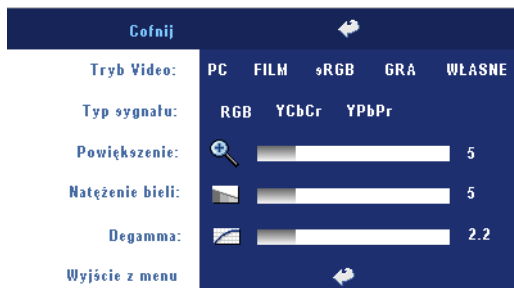 Cofnij
Tryb Video: PC FILM sRGB GRA WŁASNE
Typ sygnału: RGB YCbCr YPbPr
Powiększenie: 5
Natężenie bieli: 5
Degamma: 2.2
Wyjście z menu